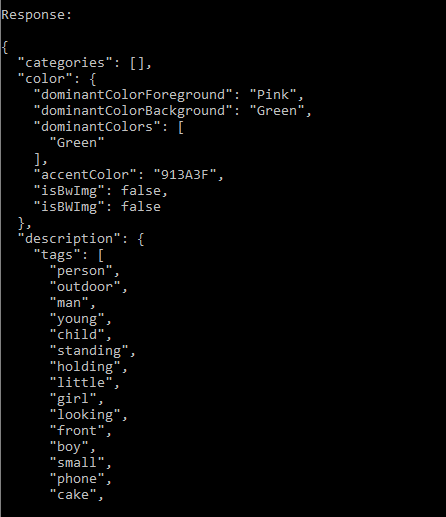 Response:
{
  "categories": [],
  "color": {
    "dominantColorForeground": "Pink",
    "dominantColorBackground": "Green",
    "dominantColors": [
      "Green"
    ],
    "accentColor": "913A3F",
    "isBwImg": false,
    "isBWImg": false
  },
  "description": {
    "tags": [
      "person",
      "outdoor",
      "man",
      "young",
      "child",
      "standing",
      "holding",
      "little",
      "girl",
      "looking",
      "front",
      "boy",
      "small",
      "phone",
      "cake",